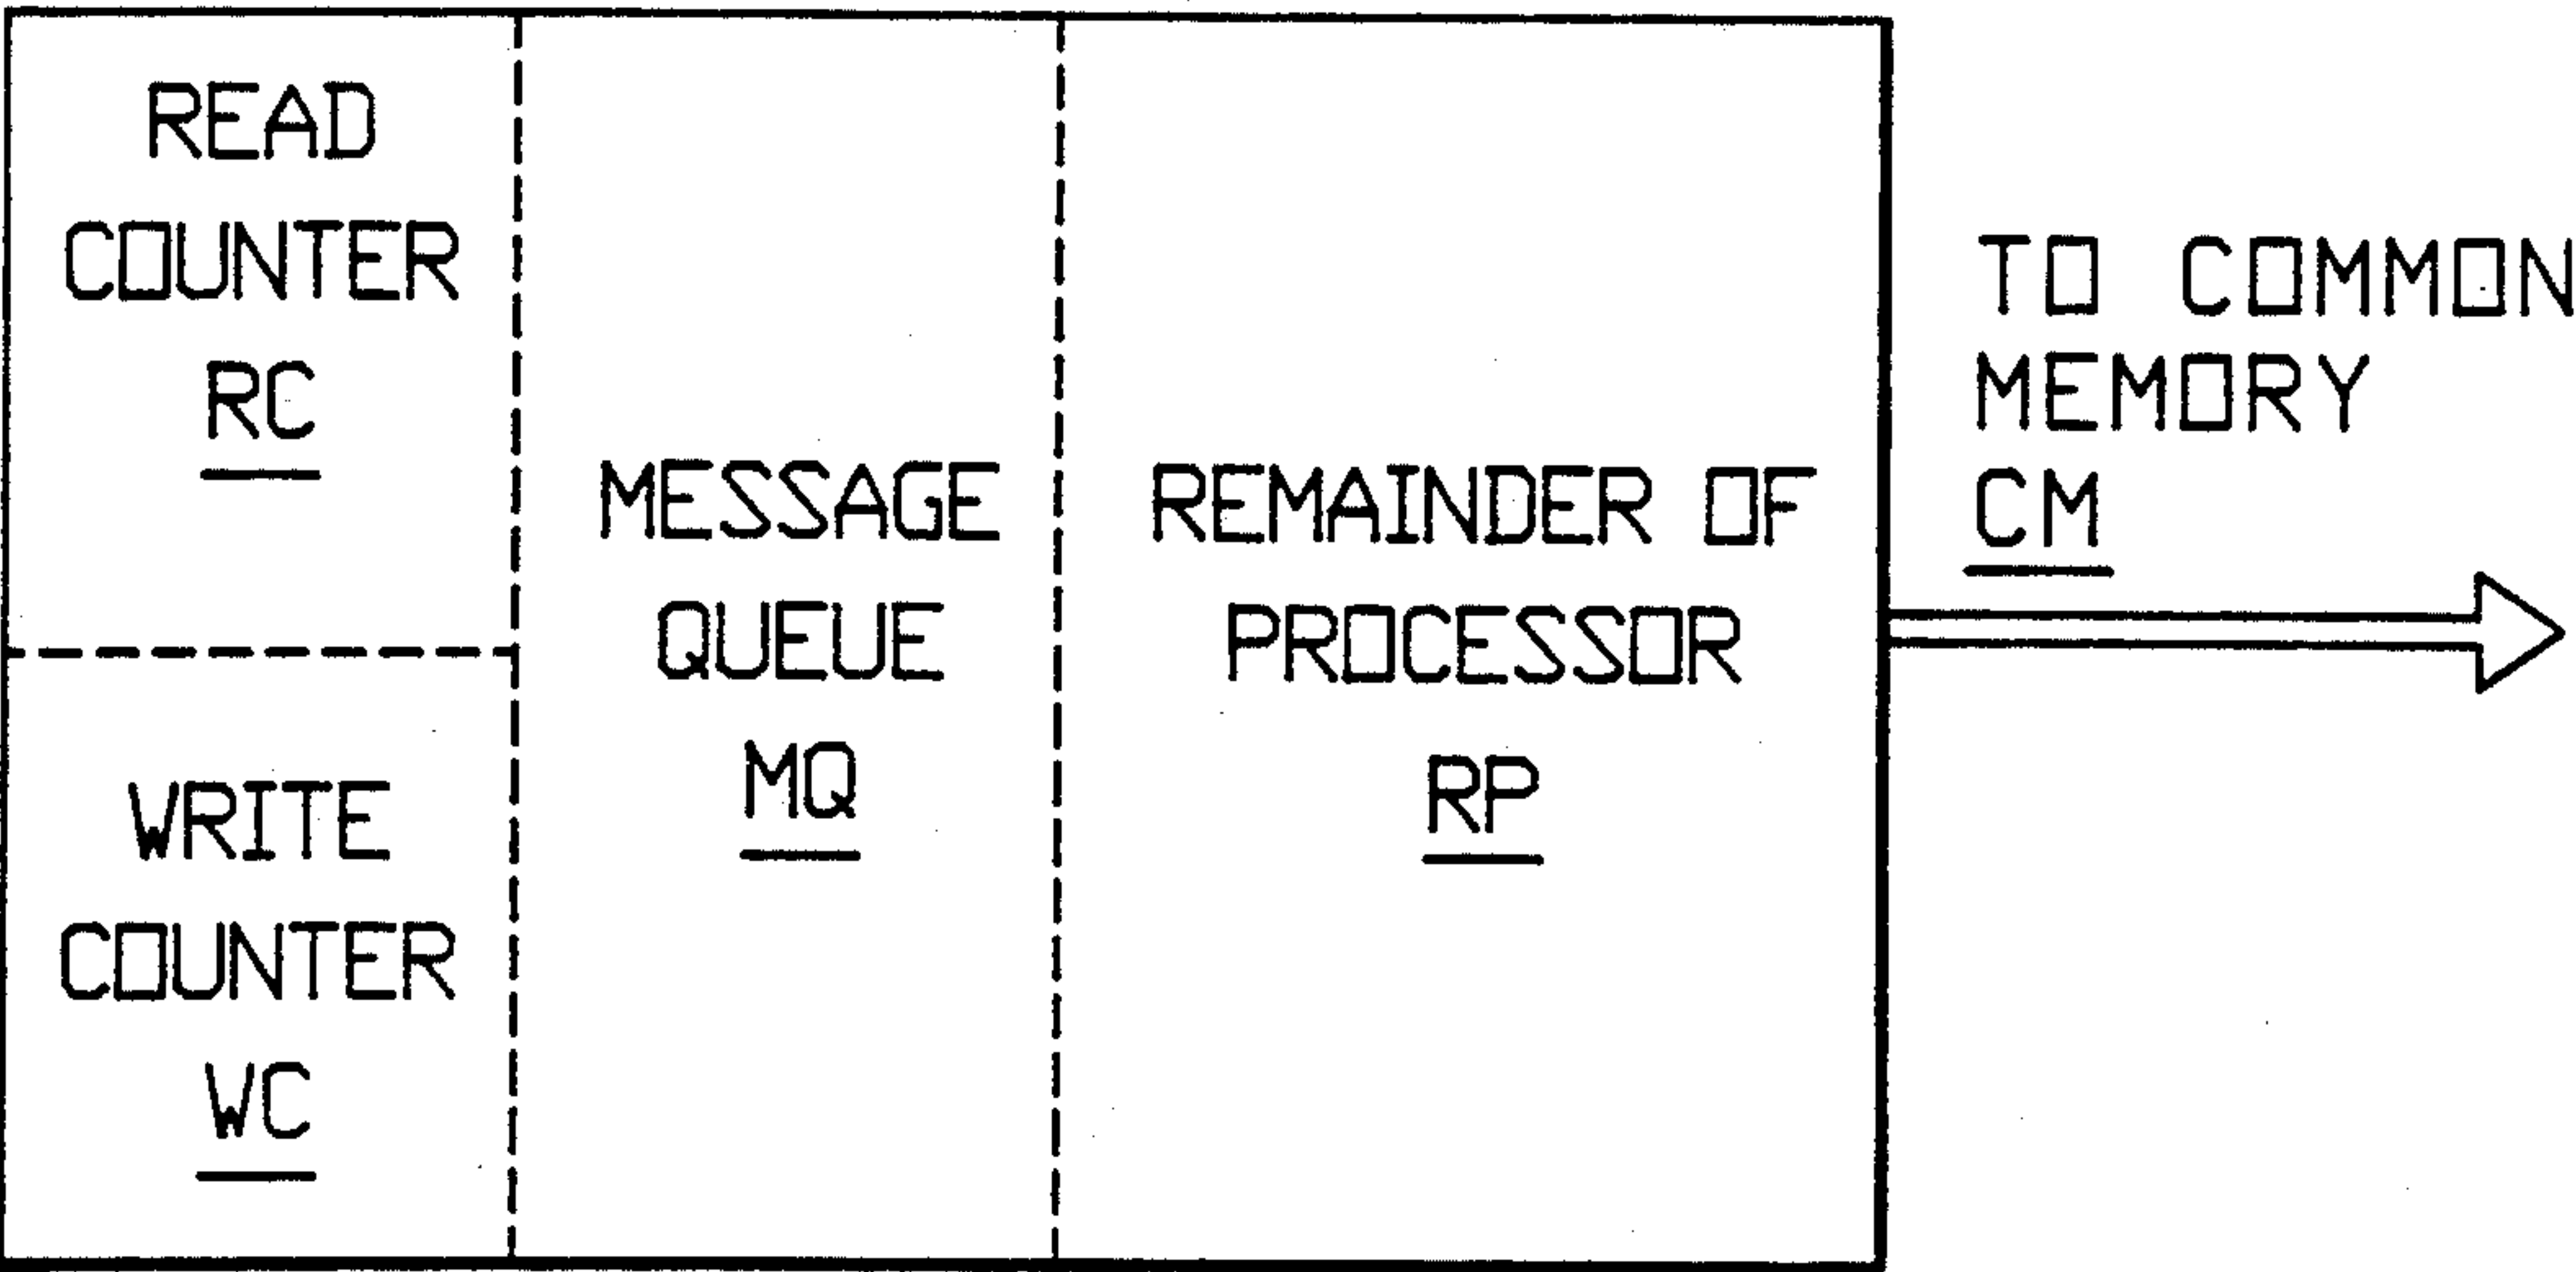 READ
COUNTER
RC
WRITE
COUNTER
WC
MESSAGE
QUEUE
MQ
REMAINDER OF
PROCESSOR
RP
TO COMMON
MEMORY
CM